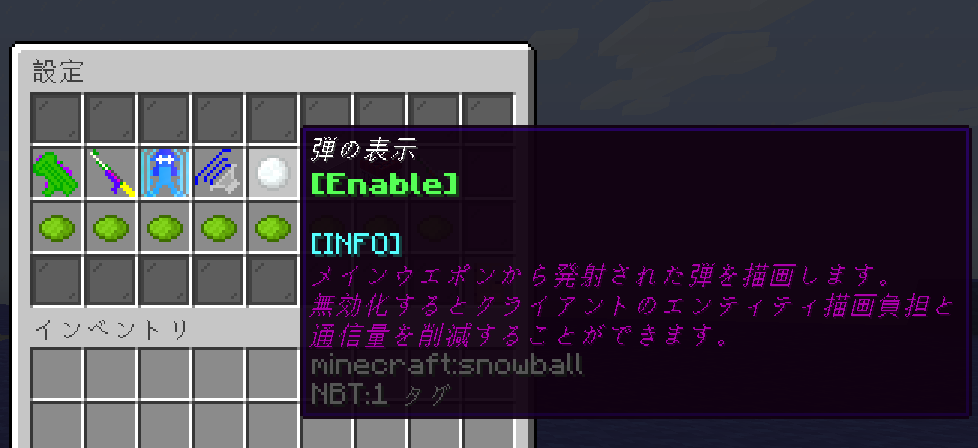 設定
弾の表示
[Enable]
[INFO]
メインウエポンから発射された弾を描画します。
無効化するとクライアントのエンティティ描画負担と
通信量を削減することができます。
minecraft:snowball
NBT:1 タグ
インベントリ